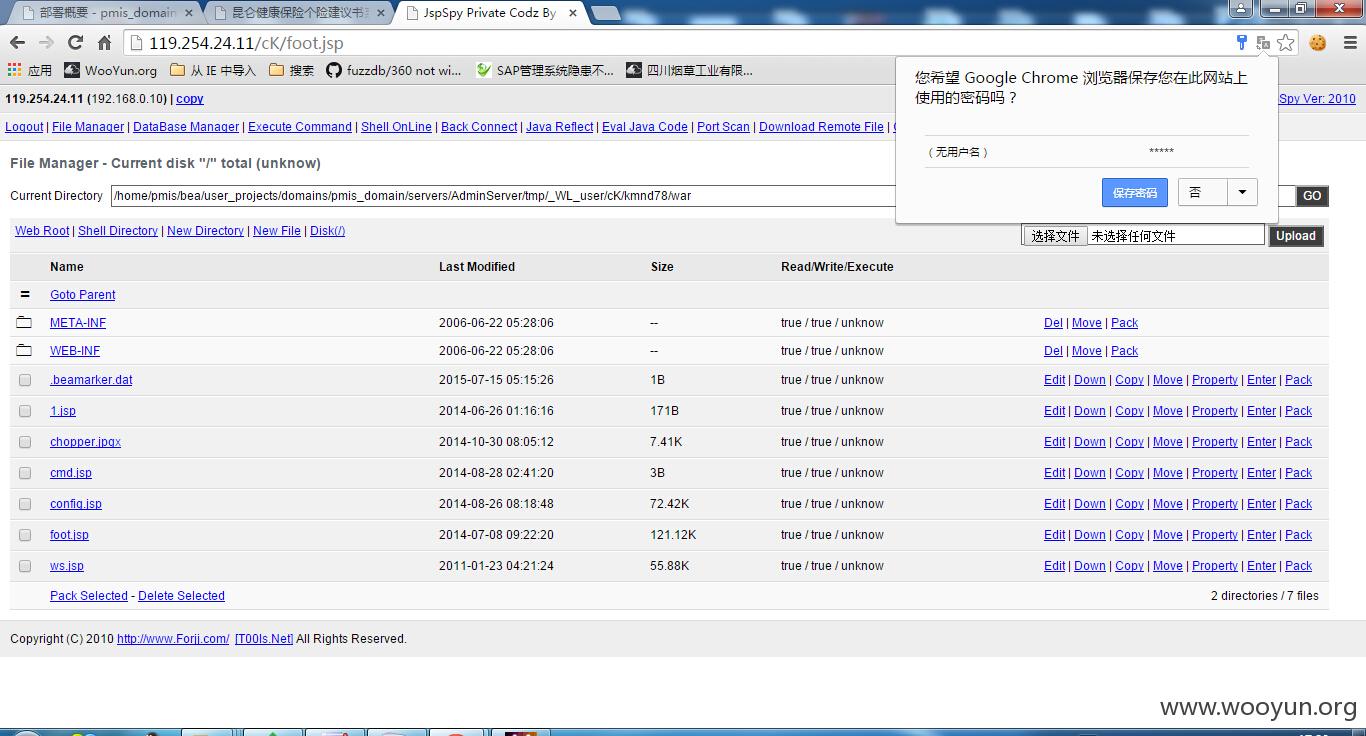 部署概要 - pmis_domain
昆仑健康保险个险建议书系
JspSpy Private Codz By
119.254.24.11/cK/foot.jsp
应用 WooYun.org 从 IE 中导入 搜索 fuzzdb/360 not wi... SAP管理系统隐患不... 四川烟草工业有限...
您希望 Google Chrome 浏览器保存您在此网站上
使用的密码吗？
（无用户名） *****
保存密码 否
119.254.24.11 (192.168.0.10) | copy
Spy Ver: 2010
Logout | File Manager | DataBase Manager | Execute Command | Shell OnLine | Back Connect | Java Reflect | Eval Java Code | Port Scan | Download Remote File |
File Manager - Current disk "/" total (unknow)
Current Directory /home/pmis/bea/user_projects/domains/pmis_domain/servers/AdminServer/tmp/_WL_user/cK/kmnd78/war GO
Web Root | Shell Directory | New Directory | New File | Disk(/) 选择文件 未选择任何文件 Upload
Name Last Modified Size Read/Write/Execute
= Goto Parent
META-INF 2006-06-22 05:28:06 -- true / true / unknow Del | Move | Pack
WEB-INF 2006-06-22 05:28:06 -- true / true / unknow Del | Move | Pack
.beamarker.dat 2015-07-15 05:15:26 1B true / true / unknow Edit | Down | Copy | Move | Property | Enter | Pack
1.jsp 2014-06-26 01:16:16 171B true / true / unknow Edit | Down | Copy | Move | Property | Enter | Pack
chopper.jpgx 2014-10-30 08:05:12 7.41K true / true / unknow Edit | Down | Copy | Move | Property | Enter | Pack
cmd.jsp 2014-08-28 02:41:20 3B true / true / unknow Edit | Down | Copy | Move | Property | Enter | Pack
config.jsp 2014-08-26 08:18:48 72.42K true / true / unknow Edit | Down | Copy | Move | Property | Enter | Pack
foot.jsp 2014-07-08 09:22:20 121.12K true / true / unknow Edit | Down | Copy | Move | Property | Enter | Pack
ws.jsp 2011-01-23 04:21:24 55.88K true / true / unknow Edit | Down | Copy | Move | Property | Enter | Pack
Pack Selected - Delete Selected 2 directories / 7 files
Copyright (C) 2010 http://www.Forjj.com/ [T00ls.Net] All Rights Reserved.
www.wooyun.org